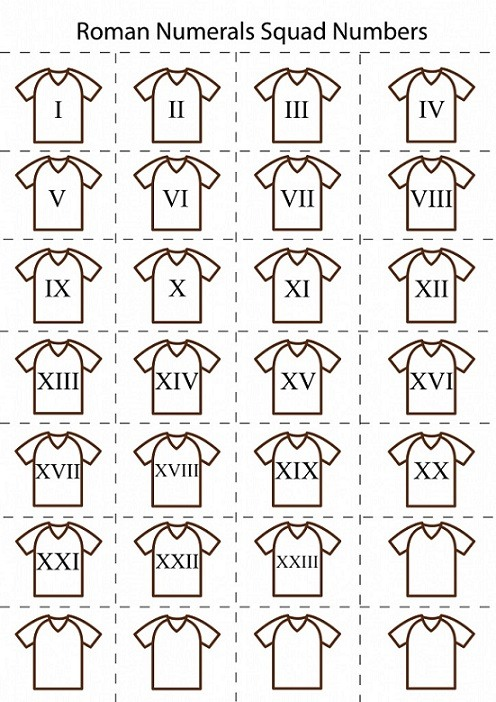 Roman Numerals Squad Numbers
I II III IV
V VI VII VIII
IX X XI XII
XIII XIV XV XVI
XVII XVIII XIX XX
XXI XXII XXIII